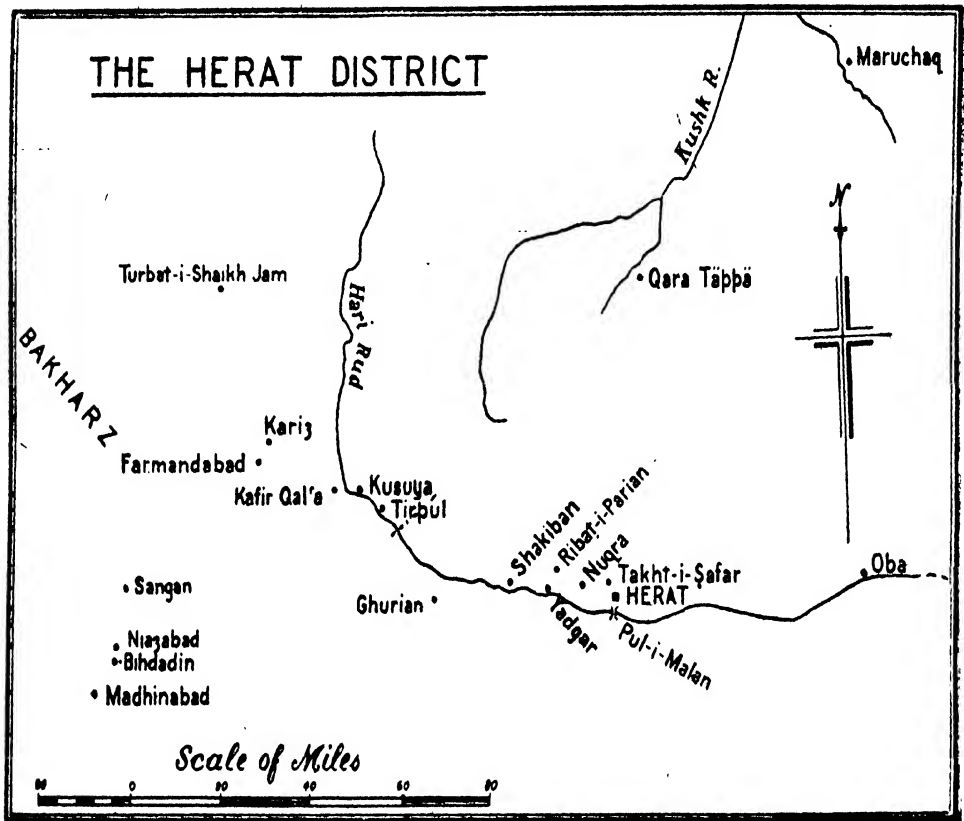 THE HERAT DISTRICT
Maruchaq
Kushk R.
N
Turbat-i-Shaikh Jam
Hari Rud
Qara Täppä
BAKHARZ
Kariz
Farmandabad
Kafir Qal'a
Kusuya
Tirpúl
Shakiban
Ribat-i-Parian
Nuqra
Takht-i-Ṣafar
HERAT
Oba
Sangan
Ghurian
Yadgar
Pul-i-Malan
Niazabad
Bihdadin
Madhinabad
Scale of Miles
0 20 40 60 80